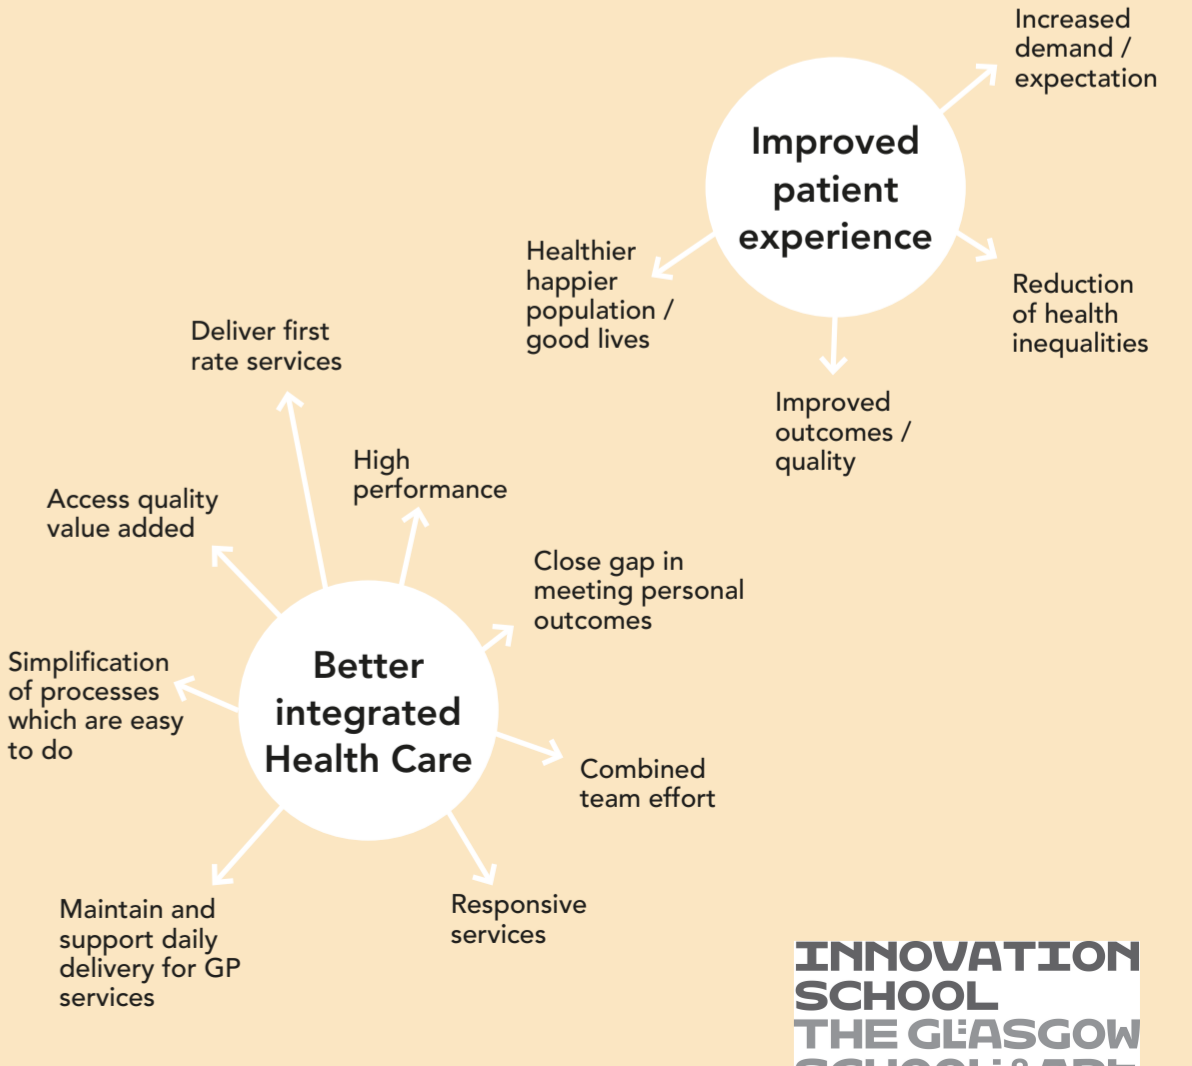 Increased
demand /
expectation
Improved
patient
experience
Healthier
happier
population /
good lives
Reduction
of health
inequalities
Improved
outcomes /
quality
Deliver first
rate services
High
performance
Access quality
value added
Close gap in
meeting personal
outcomes
Better
integrated
Health Care
Simplification
of processes
which are easy
to do
Combined
team effort
Maintain and
support daily
delivery for GP
services
Responsive
services
INNOVATION
SCHOOL
THE GLASGOW